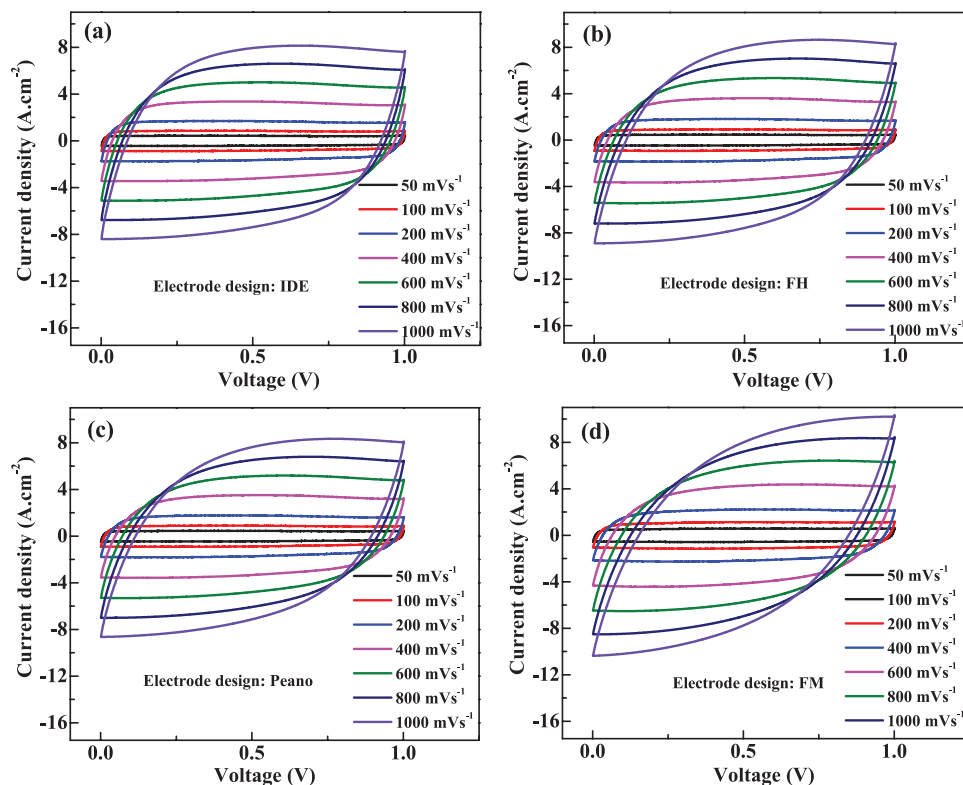 (a)
Current density (A.cm⁻²)
8
4
0
-4
-8
-12
-16
50 mVs⁻¹
100 mVs⁻¹
200 mVs⁻¹
400 mVs⁻¹
600 mVs⁻¹
800 mVs⁻¹
1000 mVs⁻¹
Electrode design: IDE
0.0 0.5 1.0
Voltage (V)
(b)
Current density (A.cm⁻²)
8
4
0
-4
-8
-12
-16
50 mVs⁻¹
100 mVs⁻¹
200 mVs⁻¹
400 mVs⁻¹
600 mVs⁻¹
800 mVs⁻¹
1000 mVs⁻¹
Electrode design: FH
0.0 0.5 1.0
Voltage (V)
(c)
Current density (A.cm⁻²)
8
4
0
-4
-8
-12
-16
50 mVs⁻¹
100 mVs⁻¹
200 mVs⁻¹
400 mVs⁻¹
600 mVs⁻¹
800 mVs⁻¹
1000 mVs⁻¹
Electrode design: Peano
0.0 0.5 1.0
Voltage (V)
(d)
Current density (A.cm⁻²)
8
4
0
-4
-8
-12
-16
50 mVs⁻¹
100 mVs⁻¹
200 mVs⁻¹
400 mVs⁻¹
600 mVs⁻¹
800 mVs⁻¹
1000 mVs⁻¹
Electrode design: FM
0.0 0.5 1.0
Voltage (V)